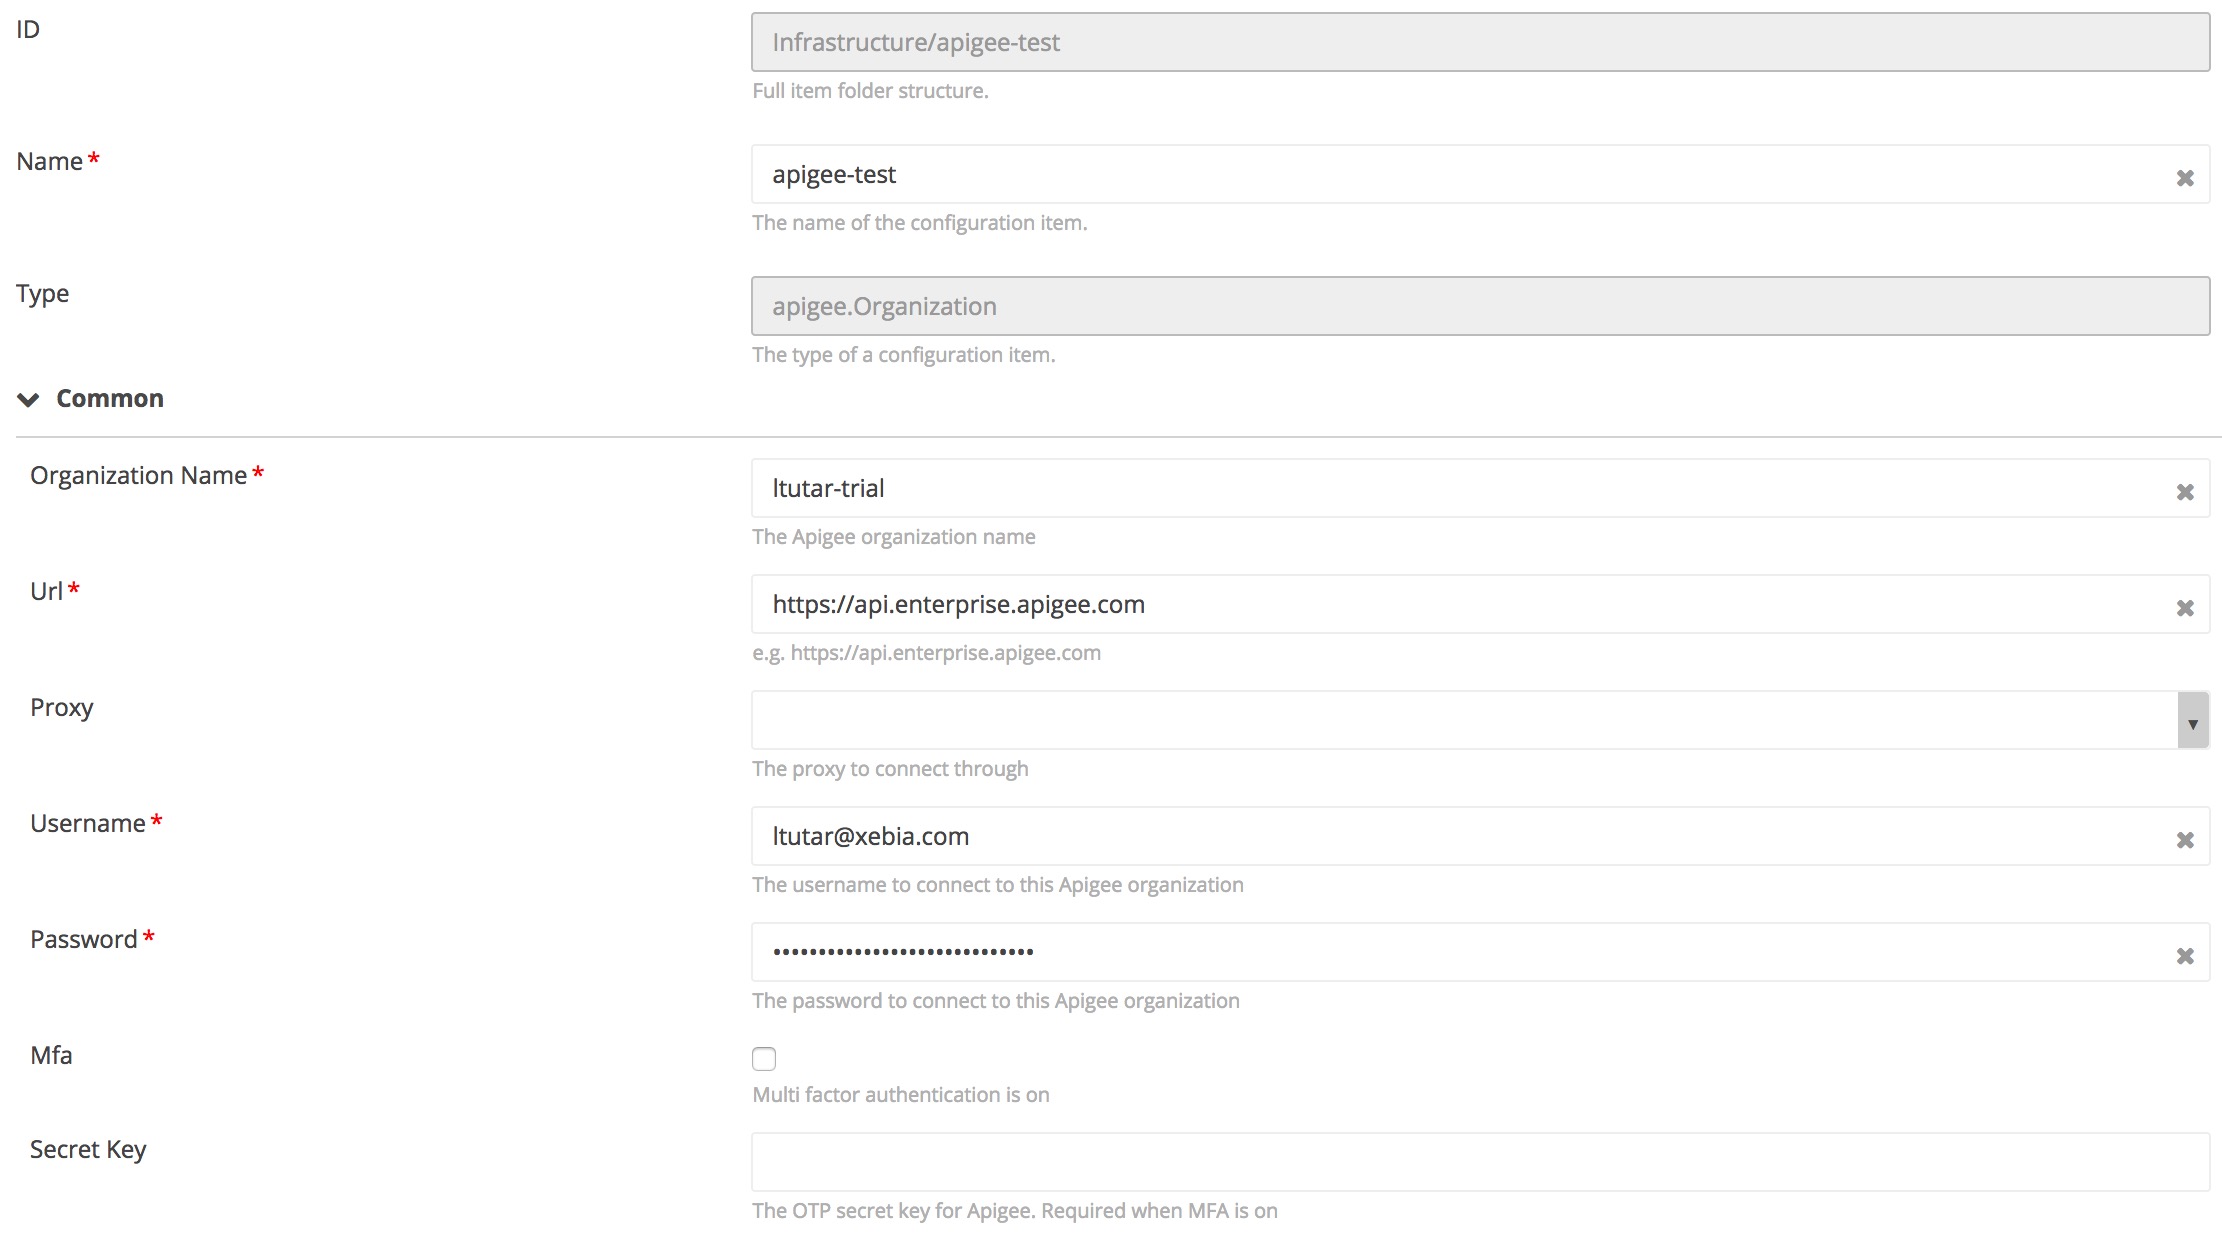 ID
Infrastructure/apigee-test
Full item folder structure.
Name*
apigee-test
The name of the configuration item.
Type
apigee.Organization
The type of a configuration item.
Common
Organization Name*
ltutar-trial
The Apigee organization name
Url*
https://api.enterprise.apigee.com
e.g. https://api.enterprise.apigee.com
Proxy
The proxy to connect through
Username*
ltutar@xebia.com
The username to connect to this Apigee organization
Password*
•••••••••••••••••••••••••••••
The password to connect to this Apigee organization
Mfa
Multi factor authentication is on
Secret Key
The OTP secret key for Apigee. Required when MFA is on